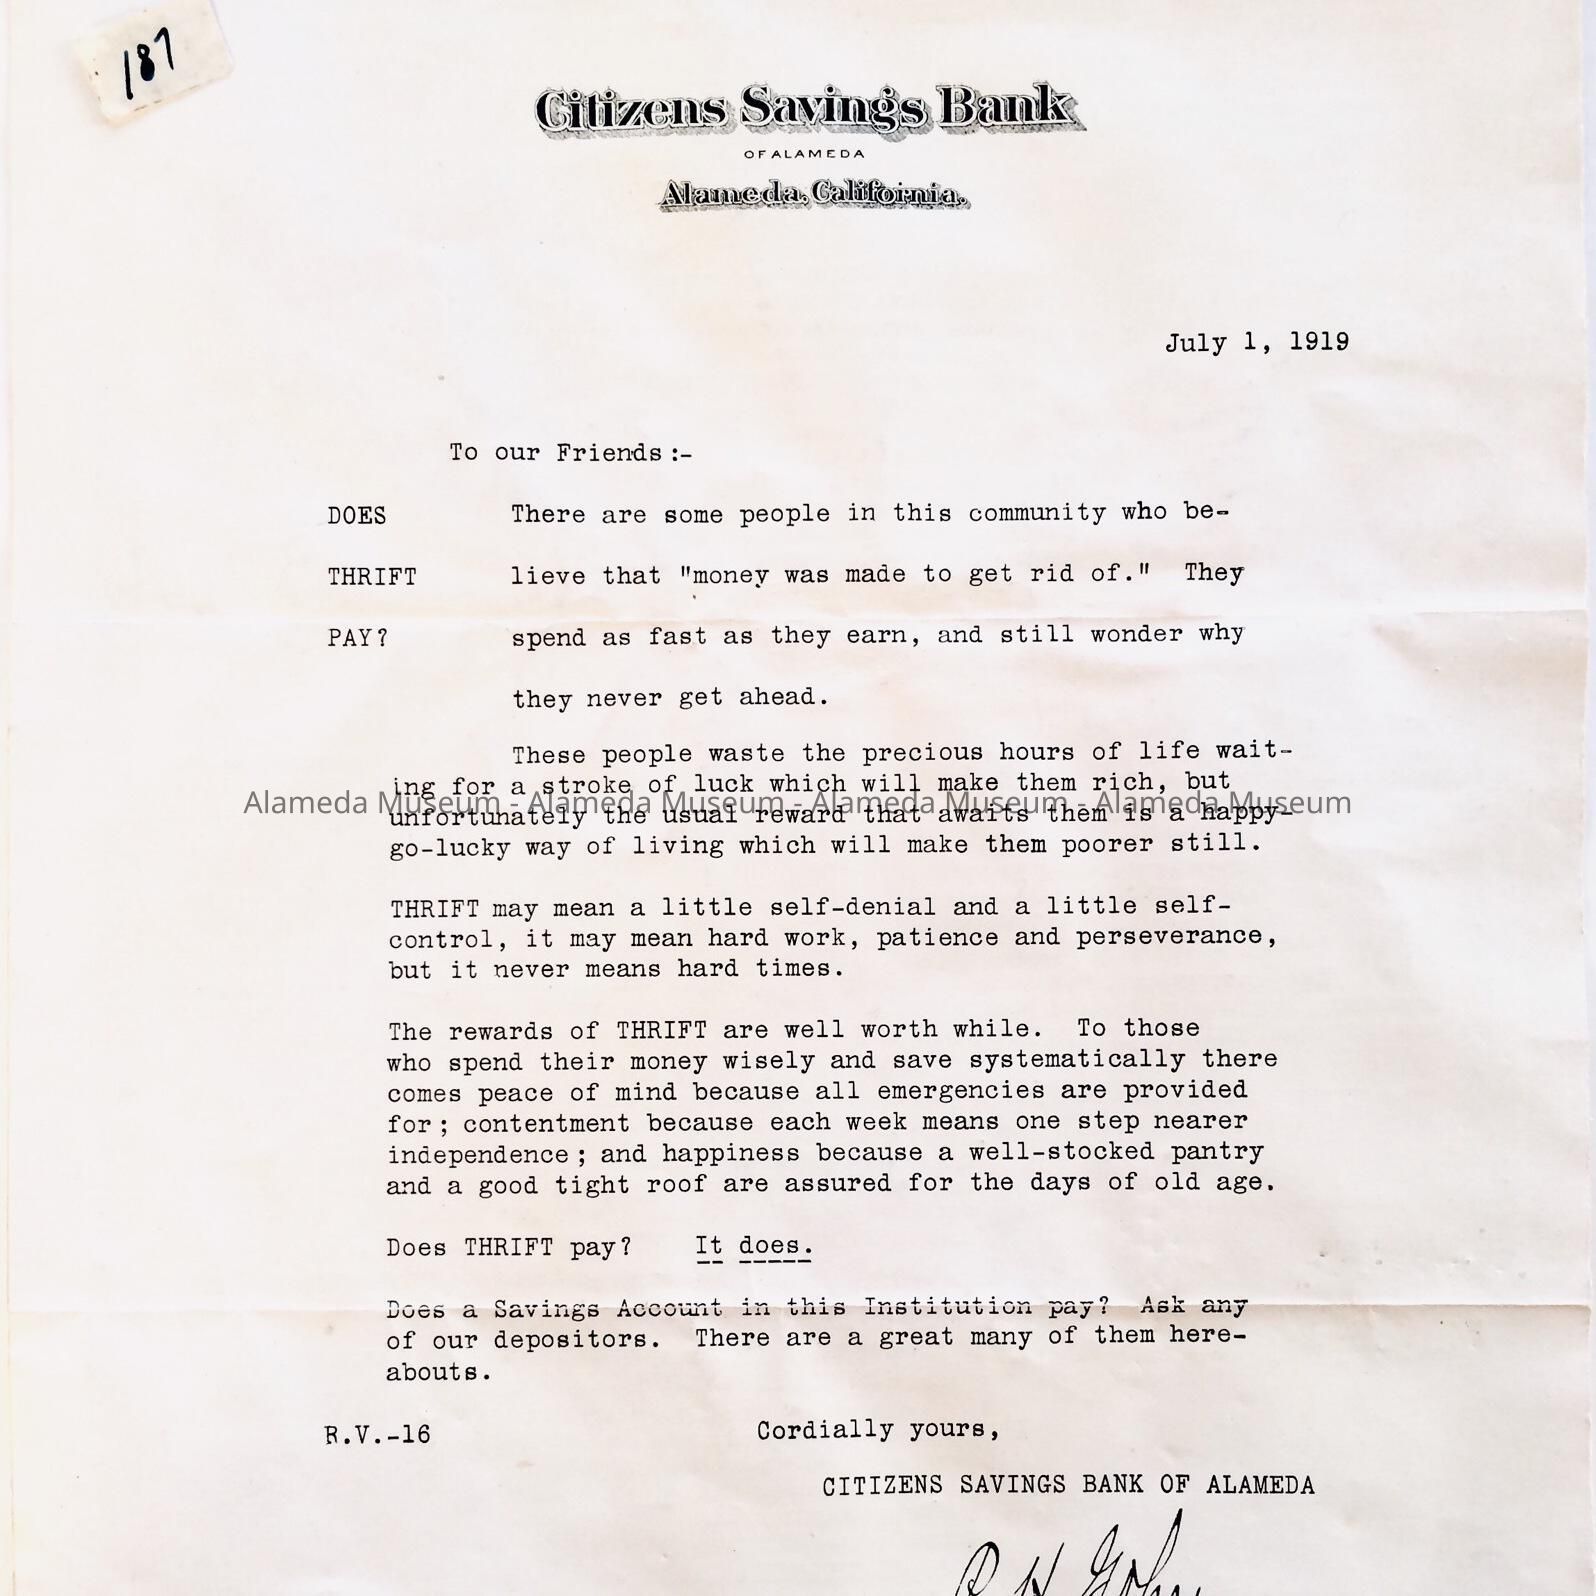 187
Citizens Savings Bank
OF ALAMEDA
Alameda, California.
July 1, 1919
To our Friends:-
DOES There are some people in this community who be-
THRIFT lieve that "money was made to get rid of." They
PAY? spend as fast as they earn, and still wonder why
they never get ahead.
These people waste the precious hours of life wait-
ing for a stroke of luck which will make them rich, but
Alameda Museum - Alameda Museum - Alameda Museum - Alameda Museum
unfortunately the usual reward that awaits them is a happy-
go-lucky way of living which will make them poorer still.
THRIFT may mean a little self-denial and a little self-
control, it may mean hard work, patience and perseverance,
but it never means hard times.
The rewards of THRIFT are well worth while. To those
who spend their money wisely and save systematically there
comes peace of mind because all emergencies are provided
for; contentment because each week means one step nearer
independence; and happiness because a well-stocked pantry
and a good tight roof are assured for the days of old age.
Does THRIFT pay? It does.
Does a Savings Account in this Institution pay? Ask any
of our depositors. There are a great many of them here-
abouts.
R.V.-16 Cordially yours,
CITIZENS SAVINGS BANK OF ALAMEDA